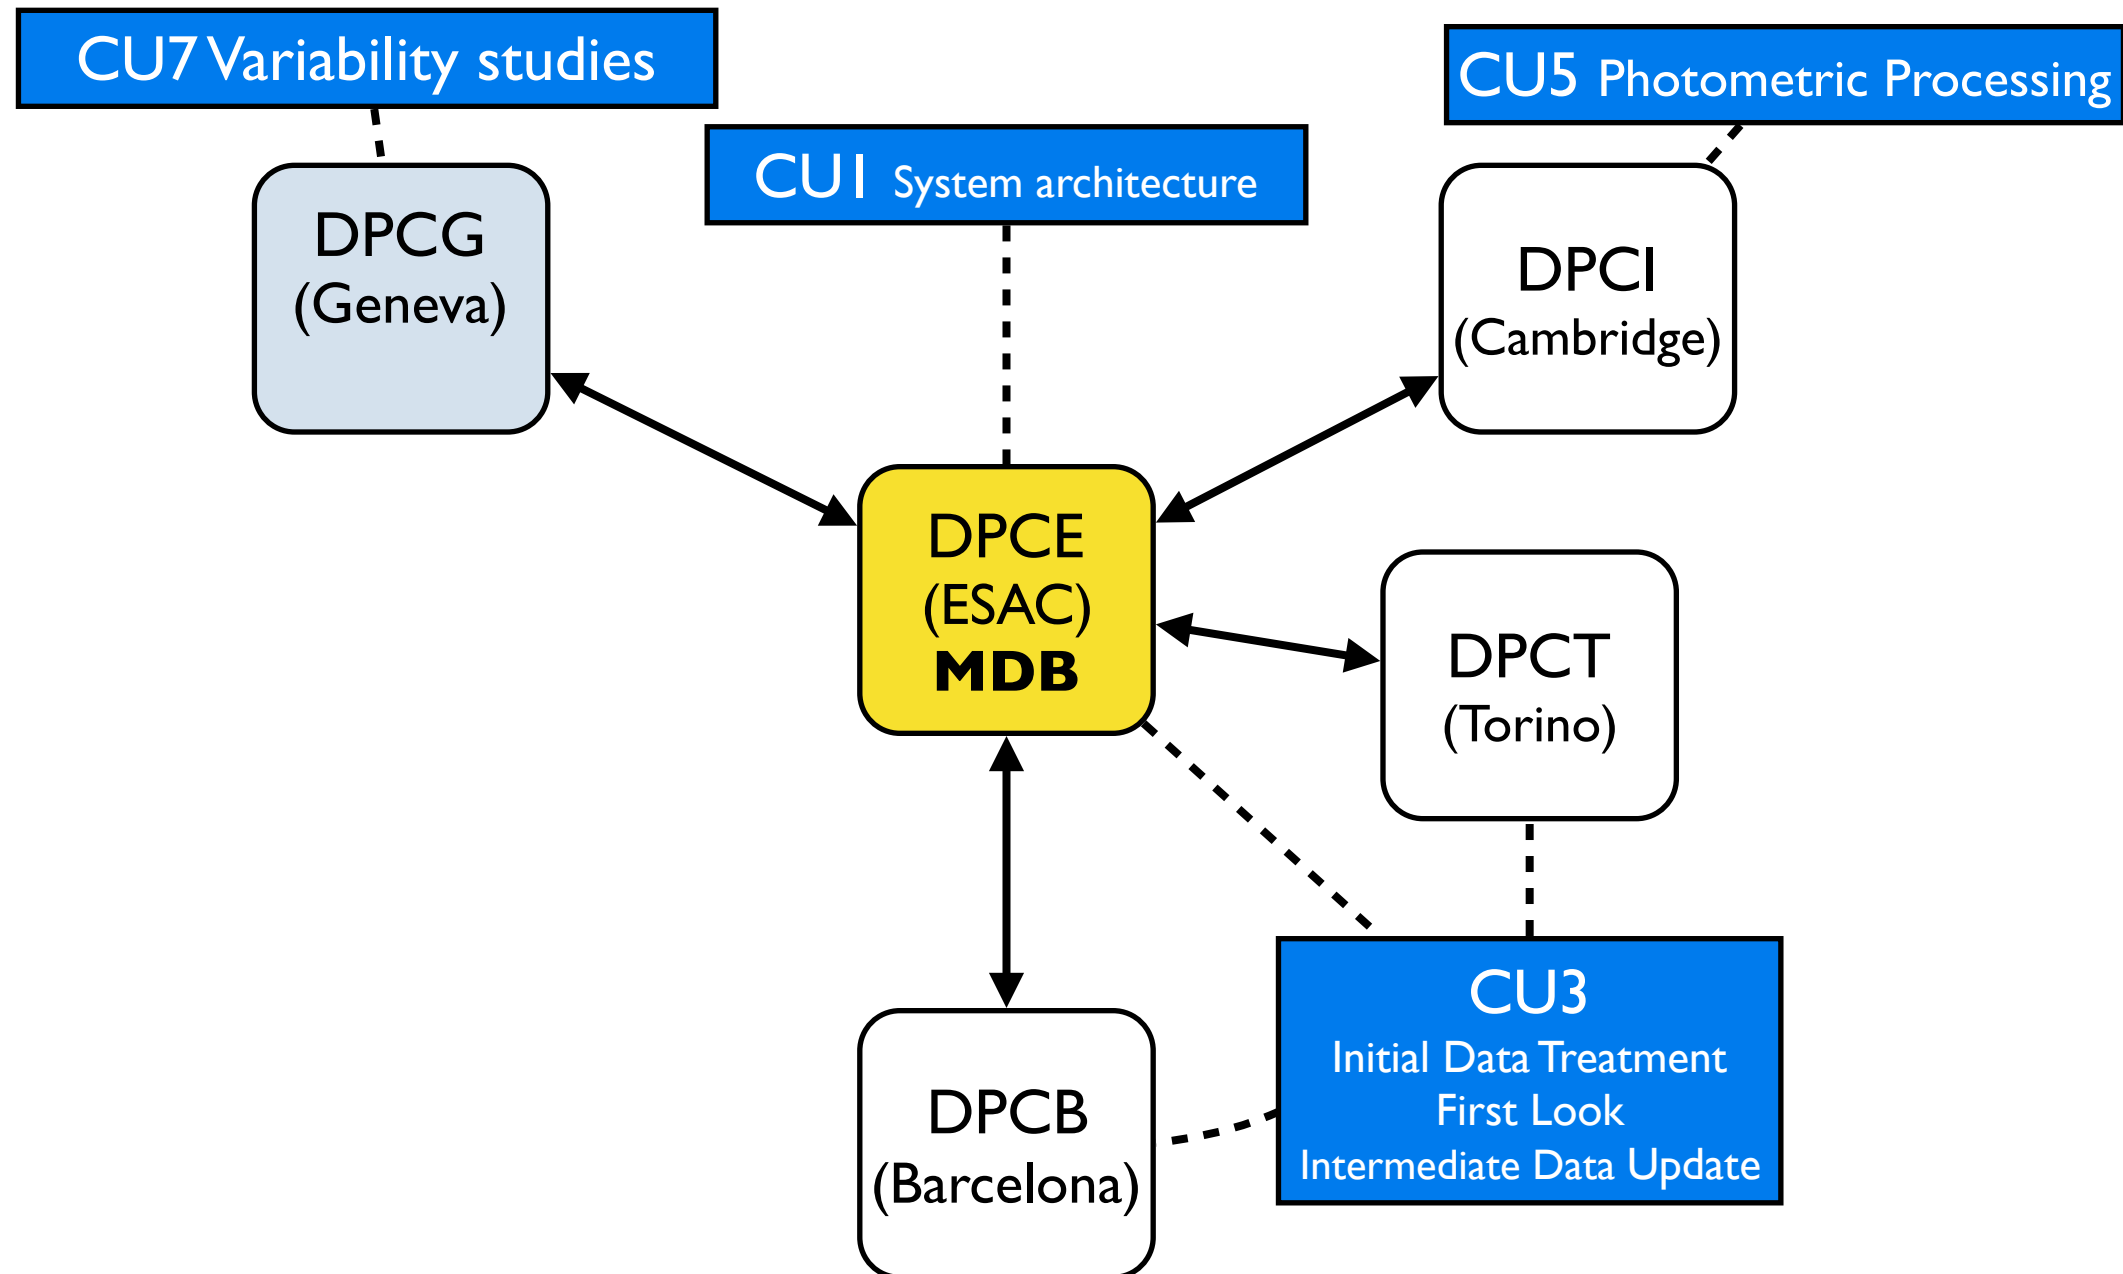 CU7 Variability studies
CU5 Photometric Processing
CU1 System architecture
DPCG
(Geneva)
DPCI
(Cambridge)
DPCE
(ESAC)
MDB
DPCT
(Torino)
CU3
Initial Data Treatment
First Look
Intermediate Data Update
DPCB
(Barcelona)